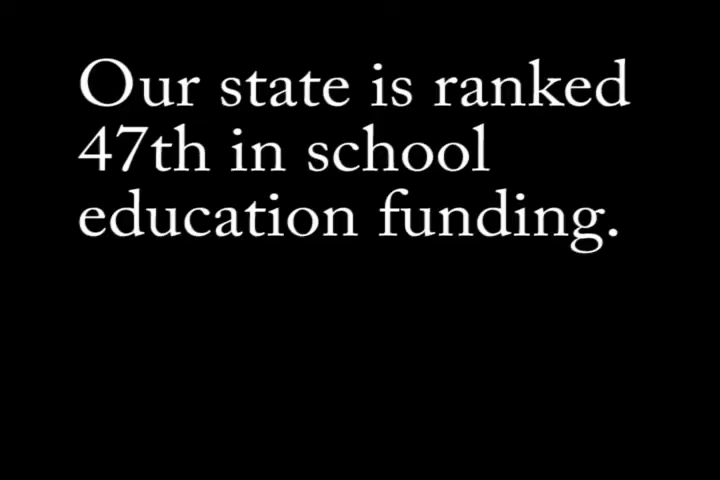 Our state is ranked
47th in school
education funding.